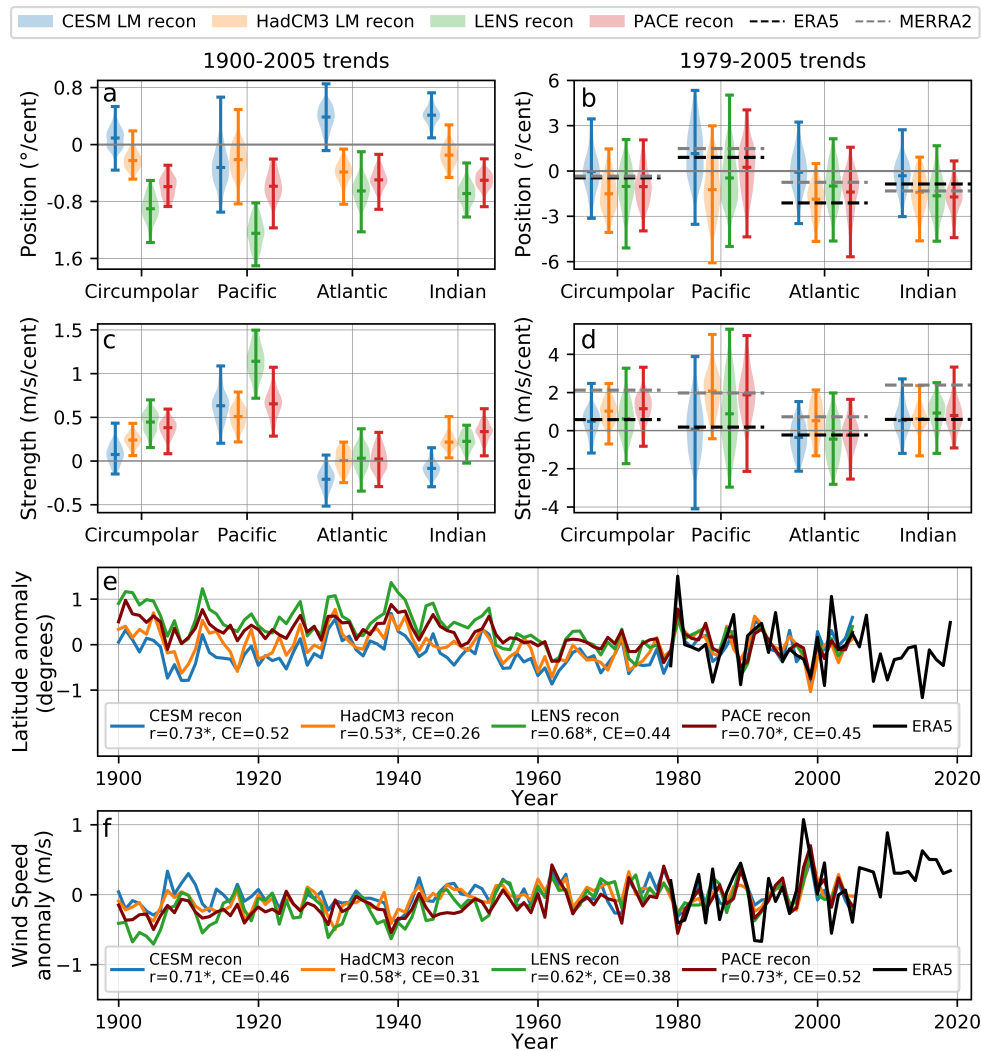 CESM LM recon HadCM3 LM recon LENS recon PACE recon ERA5 MERRA2
1900-2005 trends 1979-2005 trends
a
Position (°/cent)
0.8
0
-0.8
1.6
Circumpolar Pacific Atlantic Indian
b
Position (°/cent)
6
3
0
-3
-6
Circumpolar Pacific Atlantic Indian
c
Strength (m/s/cent)
1.5
1.0
0.5
0
-0.5
Circumpolar Pacific Atlantic Indian
d
Strength (m/s/cent)
4
2
0
-2
-4
Circumpolar Pacific Atlantic Indian
e
Latitude anomaly
(degrees)
1
0
−1
CESM recon
r=0.73*, CE=0.52
HadCM3 recon
r=0.53*, CE=0.26
LENS recon
r=0.68*, CE=0.44
PACE recon
r=0.70*, CE=0.45
ERA5
1900 1920 1940 1960 1980 2000 2020
Year
f
Wind Speed
anomaly (m/s)
1
0
−1
CESM recon
r=0.71*, CE=0.46
HadCM3 recon
r=0.58*, CE=0.31
LENS recon
r=0.62*, CE=0.38
PACE recon
r=0.73*, CE=0.52
ERA5
1900 1920 1940 1960 1980 2000 2020
Year